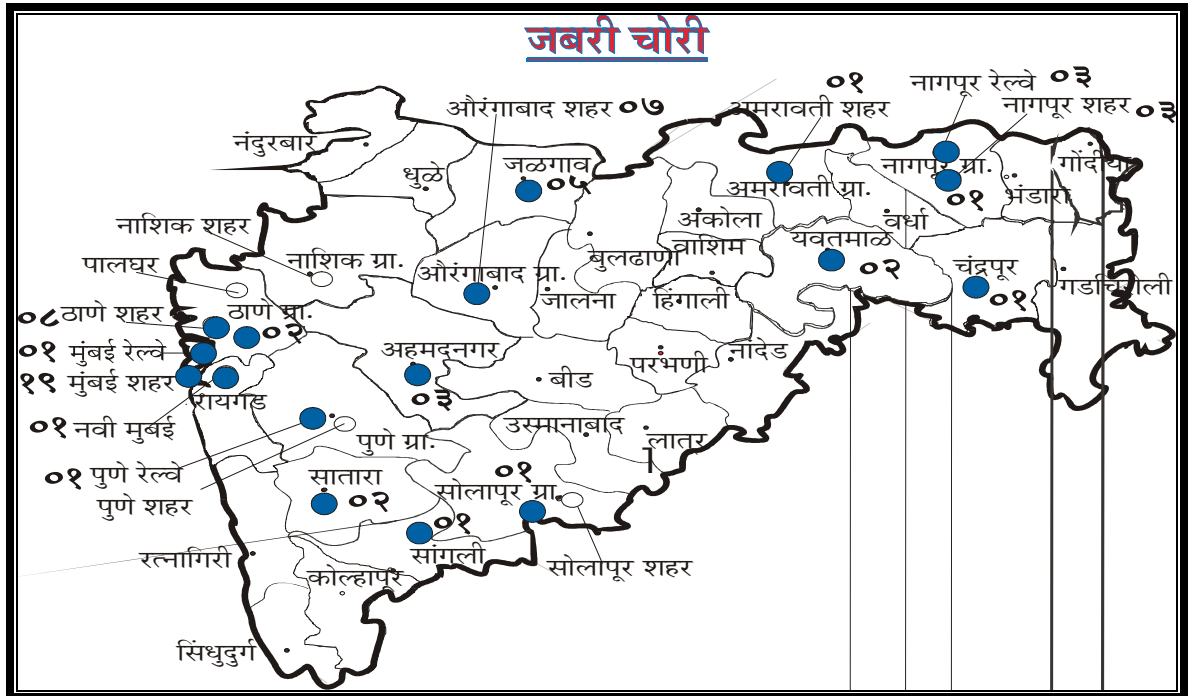 जबरी चोरी
०१
नागपूर रेल्वे ०३
औरंगाबाद शहर ०७
अमरावती शहर
नागपूर शहर ०३
नंदुरबार
धुळे
जळगाव
०५
अमरावती ग्रा.
नागपूर ग्रा.
०१
गोंदीया
भंडारा
नाशिक शहर
अंकोला
वर्धा
पालघर
नाशिक ग्रा.
औरंगाबाद ग्रा.
बुलढाणा
वाशिम
यवतमाळ
०२
चंद्रपूर
०१
गडचिरोली
जालना
हिंगाली
०८ ठाणे शहर
ठाणे ग्रा.
०२
०१ मुंबई रेल्वे
अहमदनगर
०३
परभणी
नांदेड
१९ मुंबई शहर
रायगड
बीड
०१ नवी मुंबई
पुणे ग्रा.
उस्मानाबाद
लातर
०१ पुणे रेल्वे
सातारा
०२
०१
सोलापूर ग्रा.
पुणे शहर
०१
सांगली
रत्नागिरी
कोल्हापूर
सोलापूर शहर
सिंधुदुर्ग